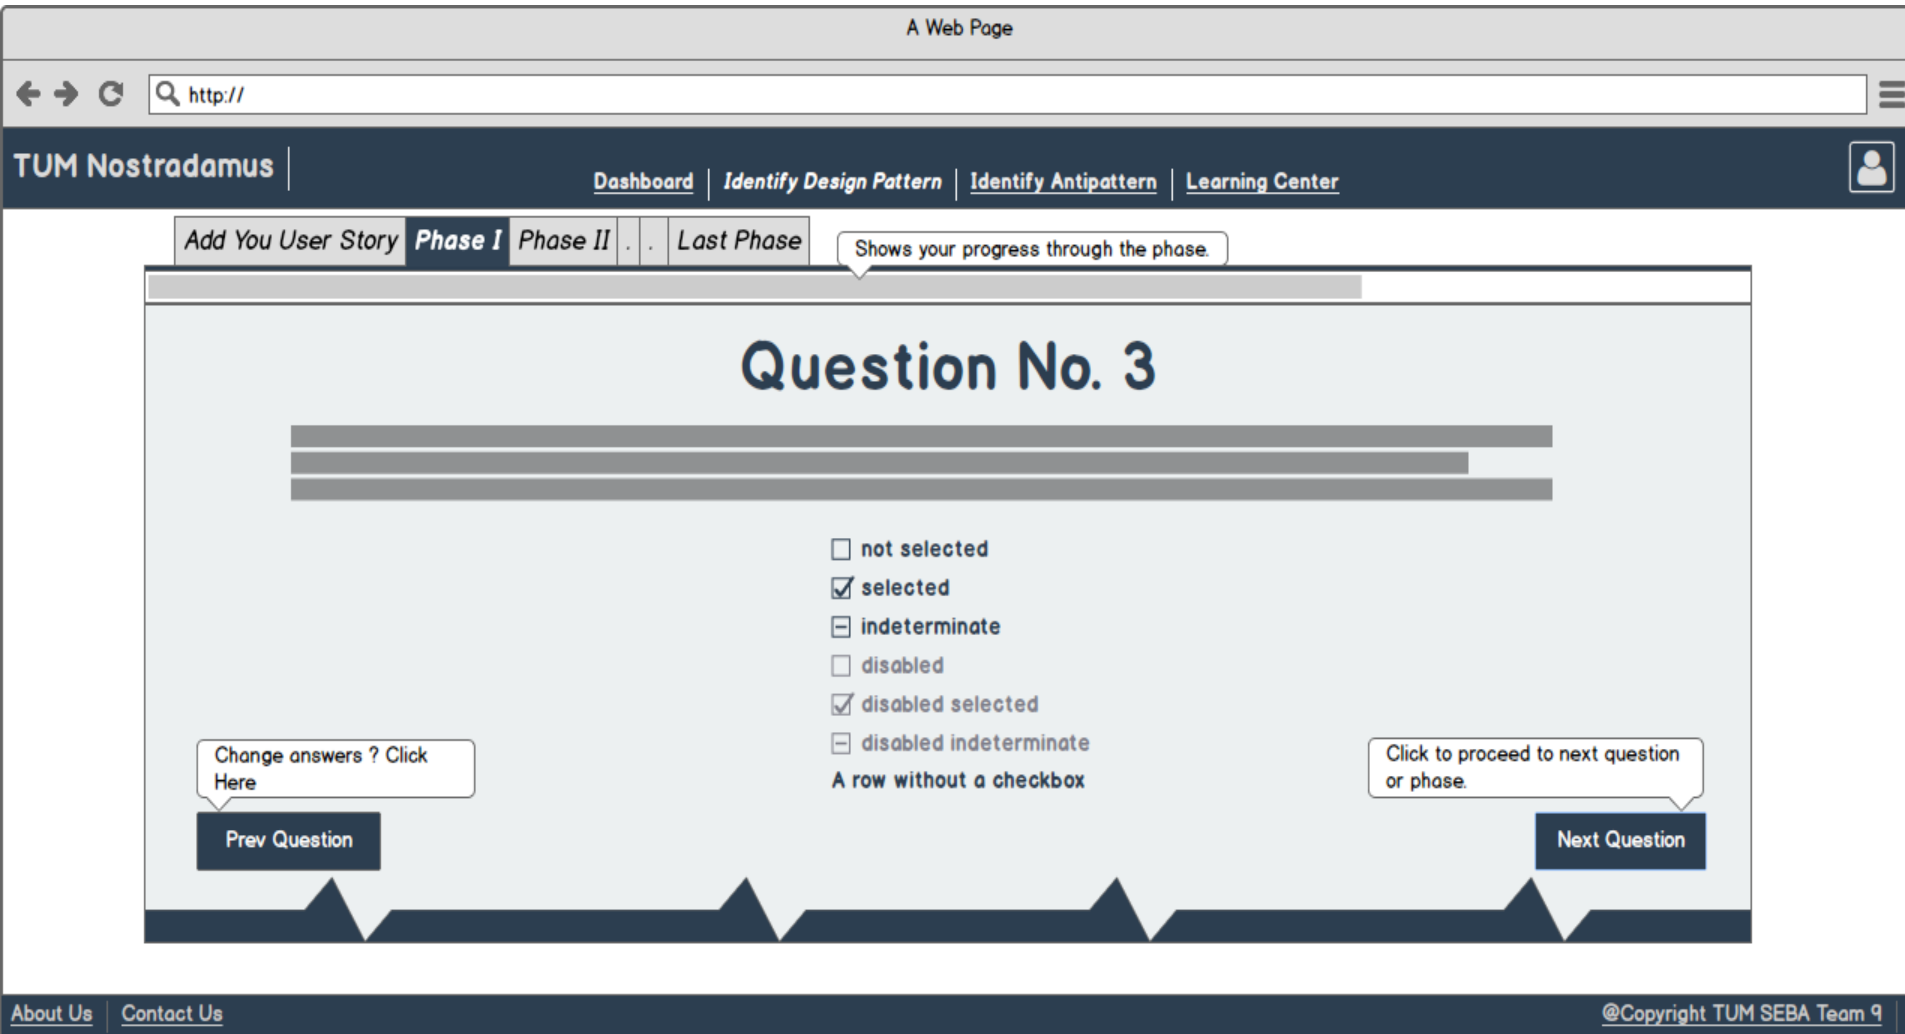 A Web Page
http://
TUM Nostradamus
Dashboard Identify Design Pattern Identify Antipattern Learning Center
Add You User Story Phase I Phase II . . Last Phase
Shows your progress through the phase.
Question No. 3
not selected
selected
indeterminate
disabled
disabled selected
disabled indeterminate
A row without a checkbox
Change answers ? Click
Here
Prev Question
Click to proceed to next question
or phase.
Next Question
About Us Contact Us @Copyright TUM SEBA Team 9